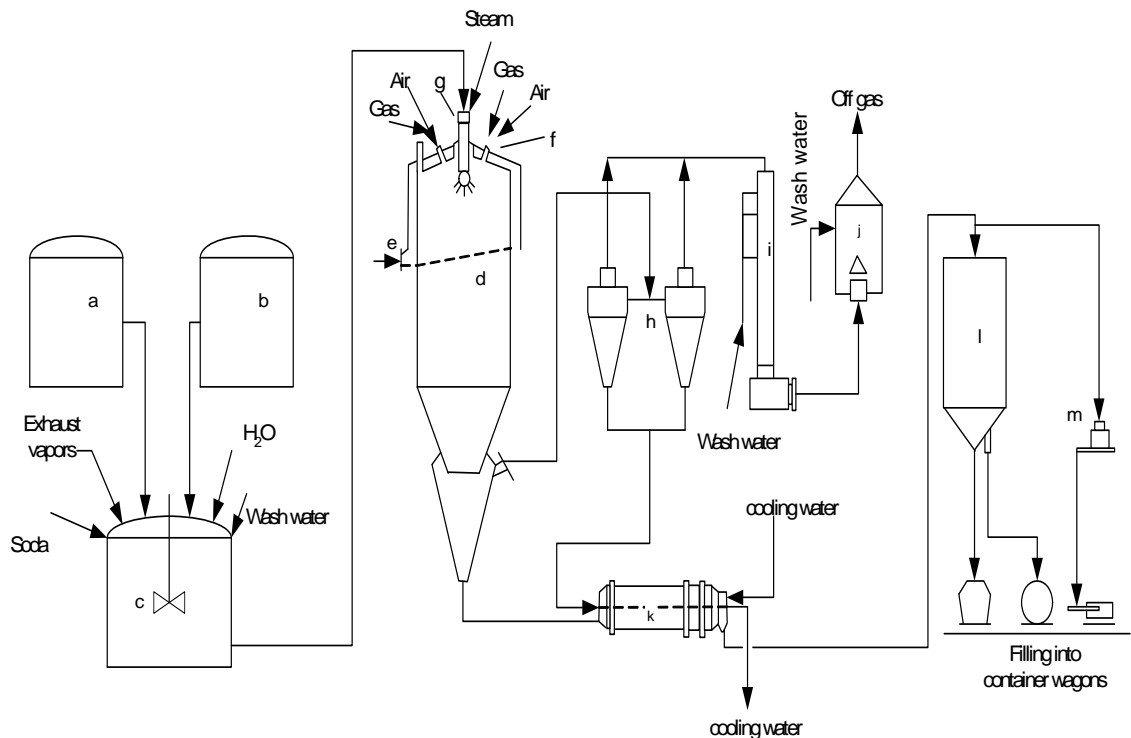 Steam
Gas
Air
g
Air
Gas
f
Off gas
Wash water
e
d
i
j
a
b
h
l
m
Exhaust
vapors
H2O
Wash water
Wash water
cooling water
Soda
c
k
Filling into
container wagons
cooling water